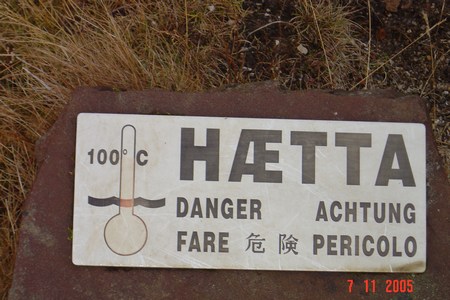 100°C HÆTTA
DANGER ACHTUNG
FARE 危険 PERICOLO
7 11 2005